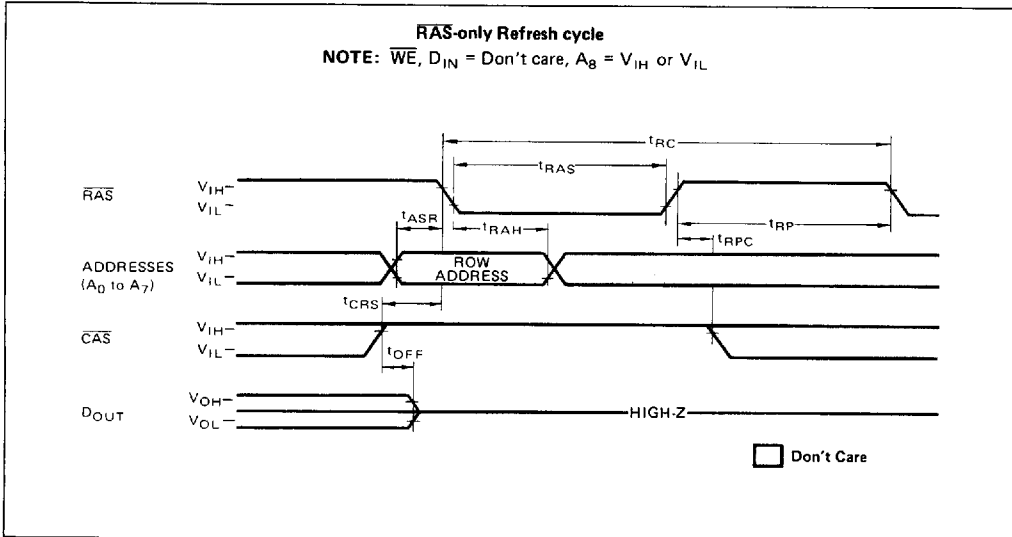 RAS-only Refresh cycle
NOTE: WE, DIN = Don't care, A8 = VIH or VIL
tRC
tRAS
RAS
VIH
VIL
tASR
tRAH
tRP
tRPC
ADDRESSES
(A0 to A7)
VIH
VIL
ROW
ADDRESS
tCRS
CAS
VIH
VIL
tOFF
DOUT
VOH
VOL
HIGH-Z
Don't Care